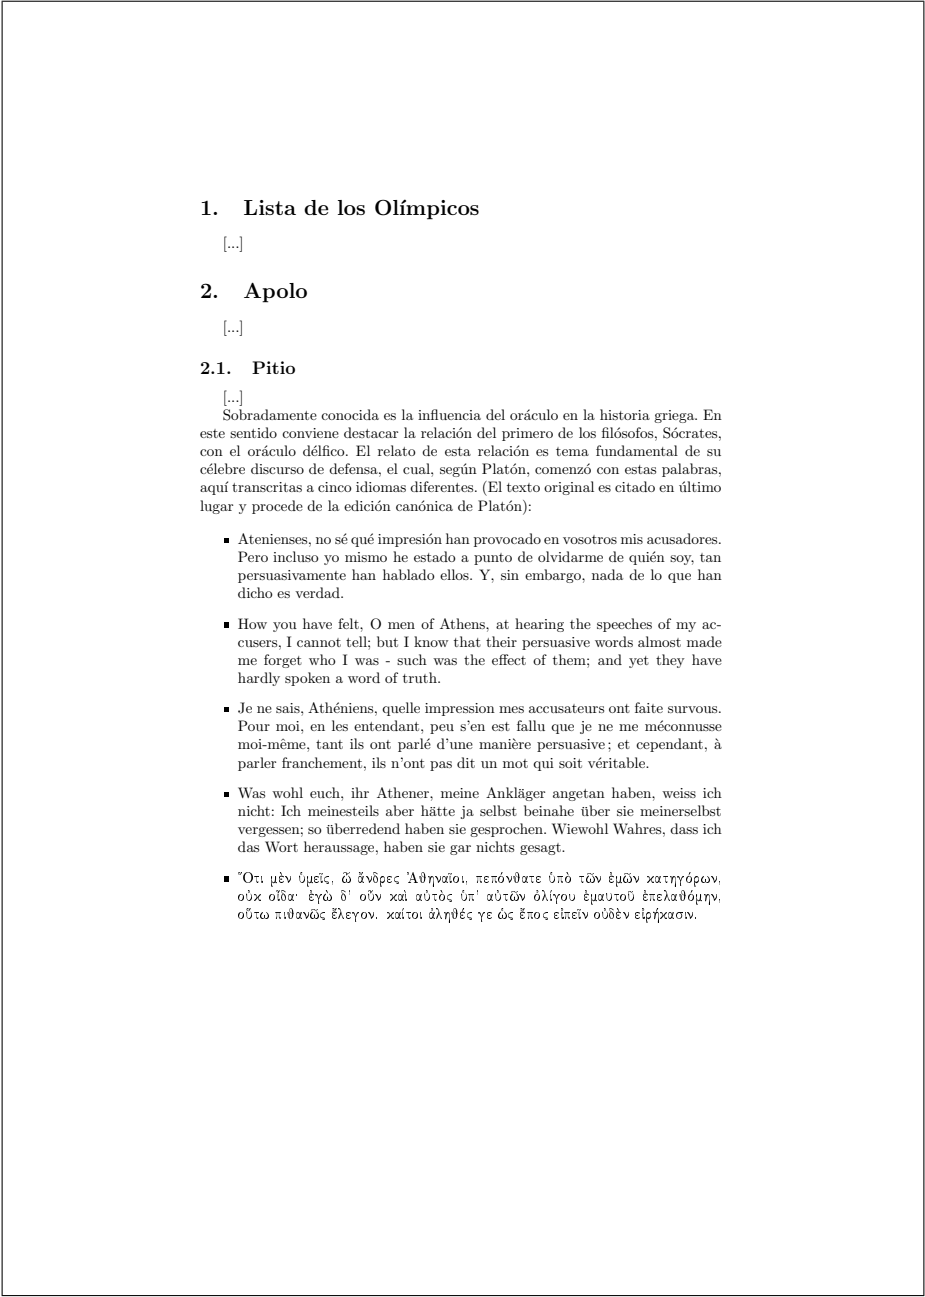 1. Lista de los Olímpicos
[...]
2. Apolo
[...]
2.1. Pitio
[...]
Sobradamente conocida es la influencia del oráculo en la historia griega. En
este sentido conviene destacar la relación del primero de los filósofos, Sócrates,
con el oráculo délfico. El relato de esta relación es tema fundamental de su
célebre discurso de defensa, el cual, según Platón, comenzó con estas palabras,
aquí transcritas a cinco idiomas diferentes. (El texto original es citado en último
lugar y procede de la edición canónica de Platón):
▪ Atenienses, no sé qué impresión han provocado en vosotros mis acusadores.
Pero incluso yo mismo he estado a punto de olvidarme de quién soy, tan
persuasivamente han hablado ellos. Y, sin embargo, nada de lo que han
dicho es verdad.
▪ How you have felt, O men of Athens, at hearing the speeches of my ac-
cusers, I cannot tell; but I know that their persuasive words almost made
me forget who I was - such was the effect of them; and yet they have
hardly spoken a word of truth.
▪ Je ne sais, Athéniens, quelle impression mes accusateurs ont faite survous.
Pour moi, en les entendant, peu s'en est fallu que je ne me méconnusse
moi-même, tant ils ont parlé d'une manière persuasive ; et cependant, à
parler franchement, ils n'ont pas dit un mot qui soit véritable.
▪ Was wohl euch, ihr Athener, meine Ankläger angetan haben, weiss ich
nicht: Ich meinesteils aber hätte ja selbst beinahe über sie meinerselbst
vergessen; so überredend haben sie gesprochen. Wiewohl Wahres, dass ich
das Wort heraussage, haben sie gar nichts gesagt.
▪ Ὅτι μὲν ὑμεῖς, ὦ ἄνδρες Ἀθηναῖοι, πεπόνθατε ὑπὸ τῶν ἐμῶν κατηγόρων,
οὐκ οἶδα· ἐγὼ δ' οὖν καὶ αὐτὸς ὑπ' αὐτῶν ὀλίγου ἐμαυτοῦ ἐπελαθόμην,
οὕτω πιθανῶς ἔλεγον. καίτοι ἀληθές γε ὡς ἔπος εἰπεῖν οὐδὲν εἰρήκασιν.